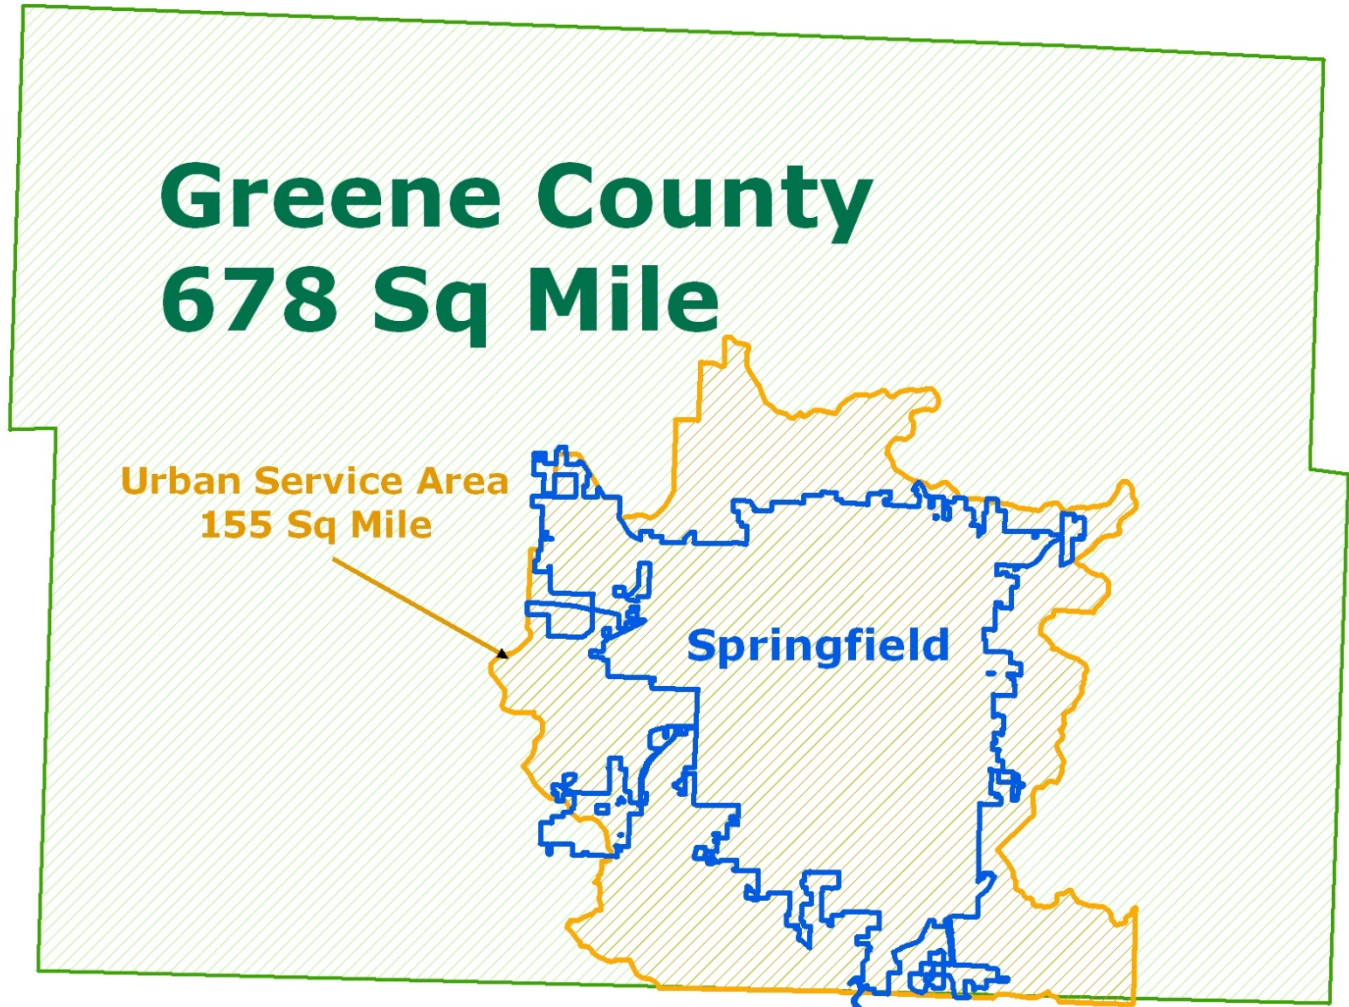 Greene County
678 Sq Mile
Urban Service Area
155 Sq Mile
Springfield